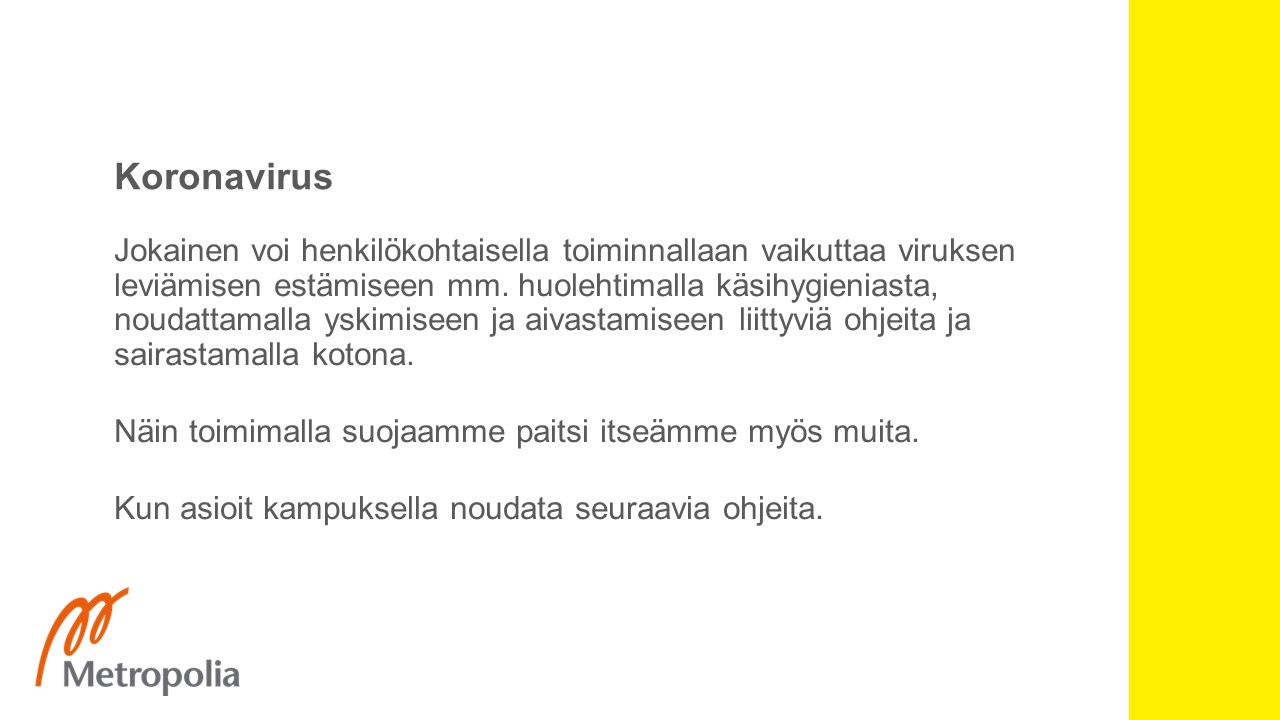 Koronavirus
Jokainen voi henkilökohtaisella toiminnallaan vaikuttaa viruksen
leviämisen estämiseen mm. huolehtimalla käsihygieniasta,
noudattamalla yskimiseen ja aivastamiseen liittyviä ohjeita ja
sairastamalla kotona.
Näin toimimalla suojaamme paitsi itseämme myös muita.
Kun asioit kampuksella noudata seuraavia ohjeita.
Metropolia